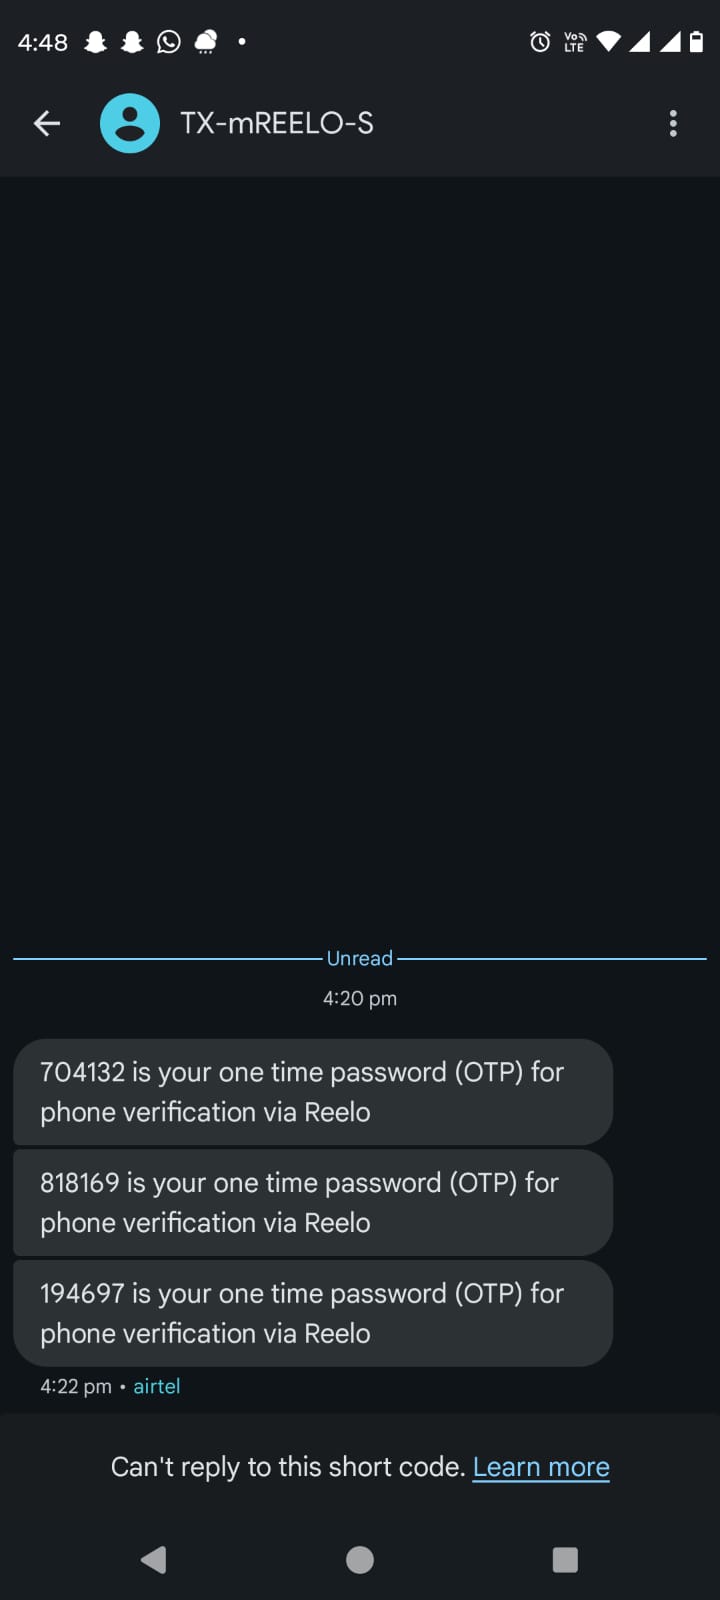 4:48
Vo LTE
TX-mREELO-S
Unread
4:20 pm
704132 is your one time password (OTP) for
phone verification via Reelo
818169 is your one time password (OTP) for
phone verification via Reelo
194697 is your one time password (OTP) for
phone verification via Reelo
4:22 pm • airtel
Can't reply to this short code. Learn more